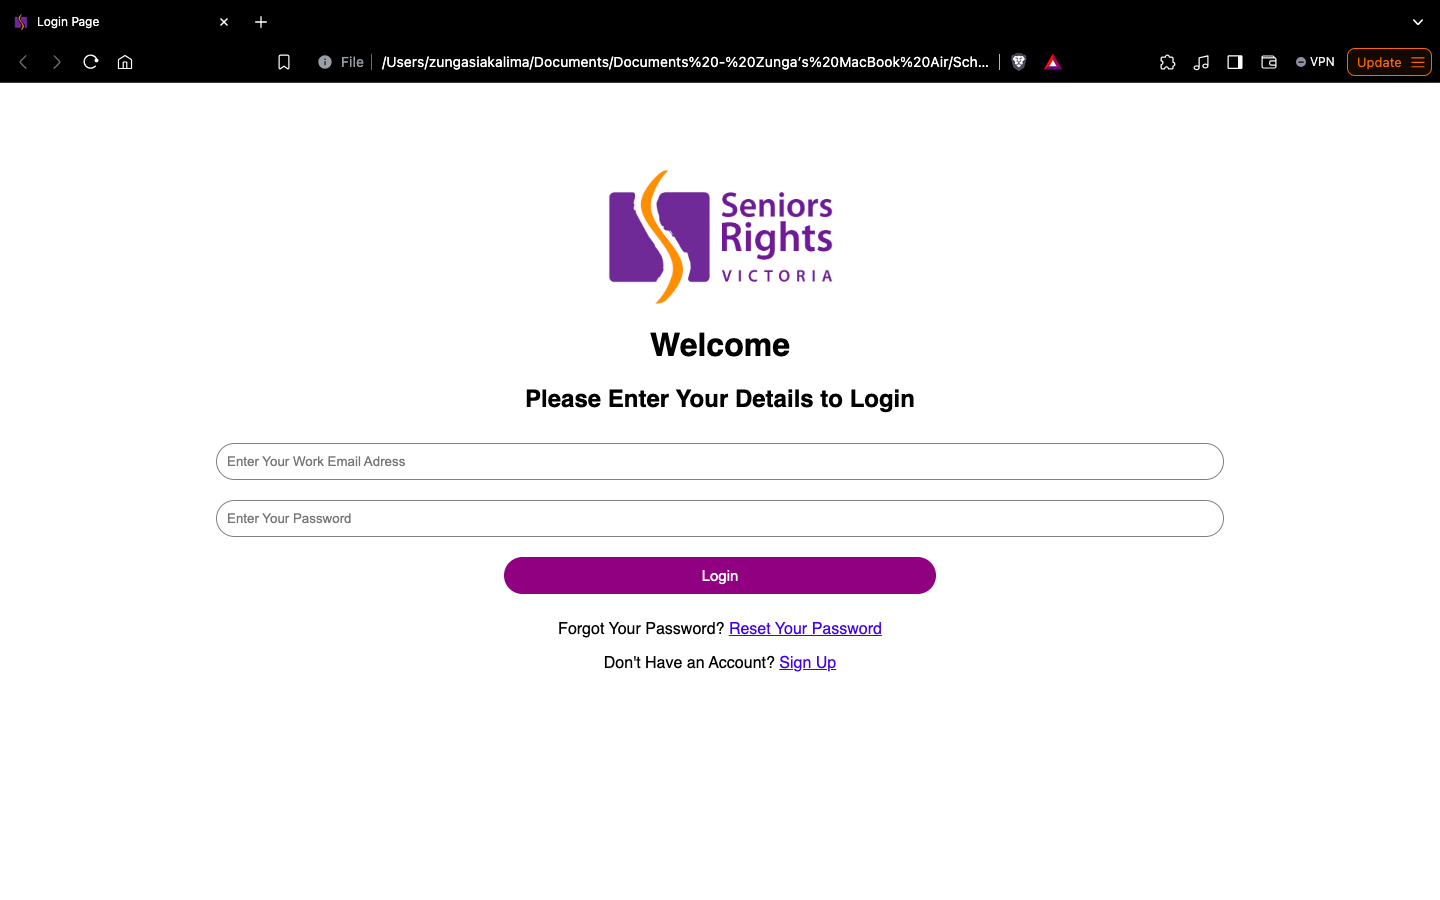 Login Page
File
/Users/zungasiakalima/Documents/Documents%20-%20Zunga’s%20MacBook%20Air/Sch...
VPN
Update
Seniors
Rights
VICTORIA
Welcome
Please Enter Your Details to Login
Enter Your Work Email Adress
Enter Your Password
Login
Forgot Your Password? Reset Your Password
Don't Have an Account? Sign Up